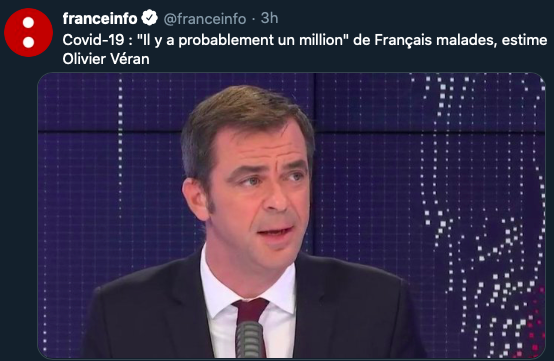 franceinfo @franceinfo · 3h
Covid-19 : "Il y a probablement un million" de Français malades, estime
Olivier Véran